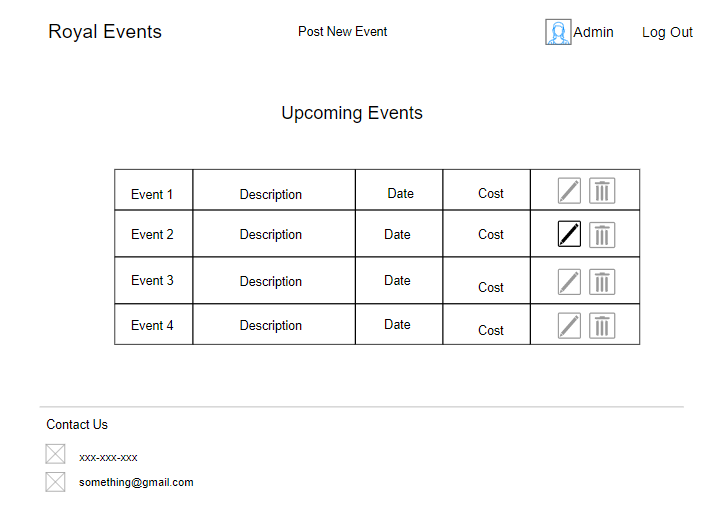 Royal Events
Post New Event
Admin
Log Out
Upcoming Events
Event 1 Description Date Cost
Event 2 Description Date Cost
Event 3 Description Date Cost
Event 4 Description Date Cost
Contact Us
xxx-xxx-xxx
something@gmail.com